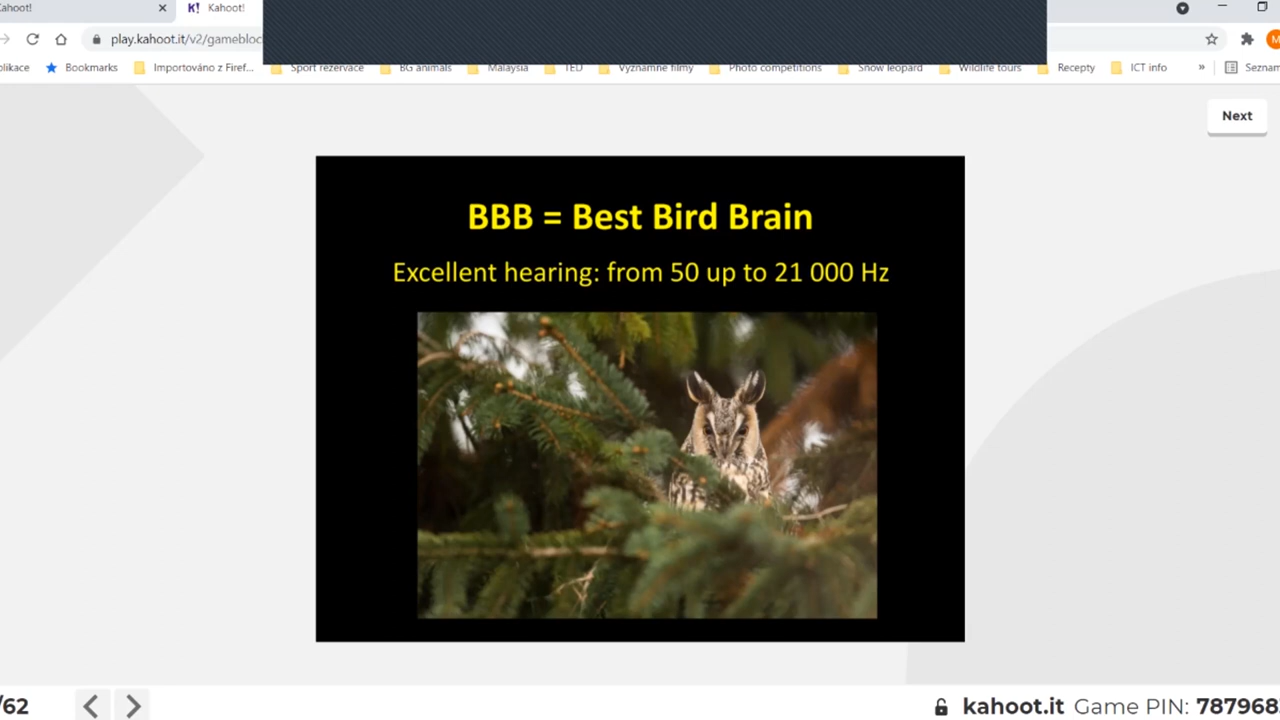 Kahoot!
Kahoot!
play.kahoot.it/v2/gamebloc
Bookmarks
Importováno z Firef...
Sport rezervace
BG animals
Malaysia
TED
Významné filmy
Photo competitions
Snow leopard
Wildlife tours
Recepty
ICT info
»
Seznam
Next
BBB = Best Bird Brain
Excellent hearing: from 50 up to 21 000 Hz
/62
kahoot.it Game PIN: 787968